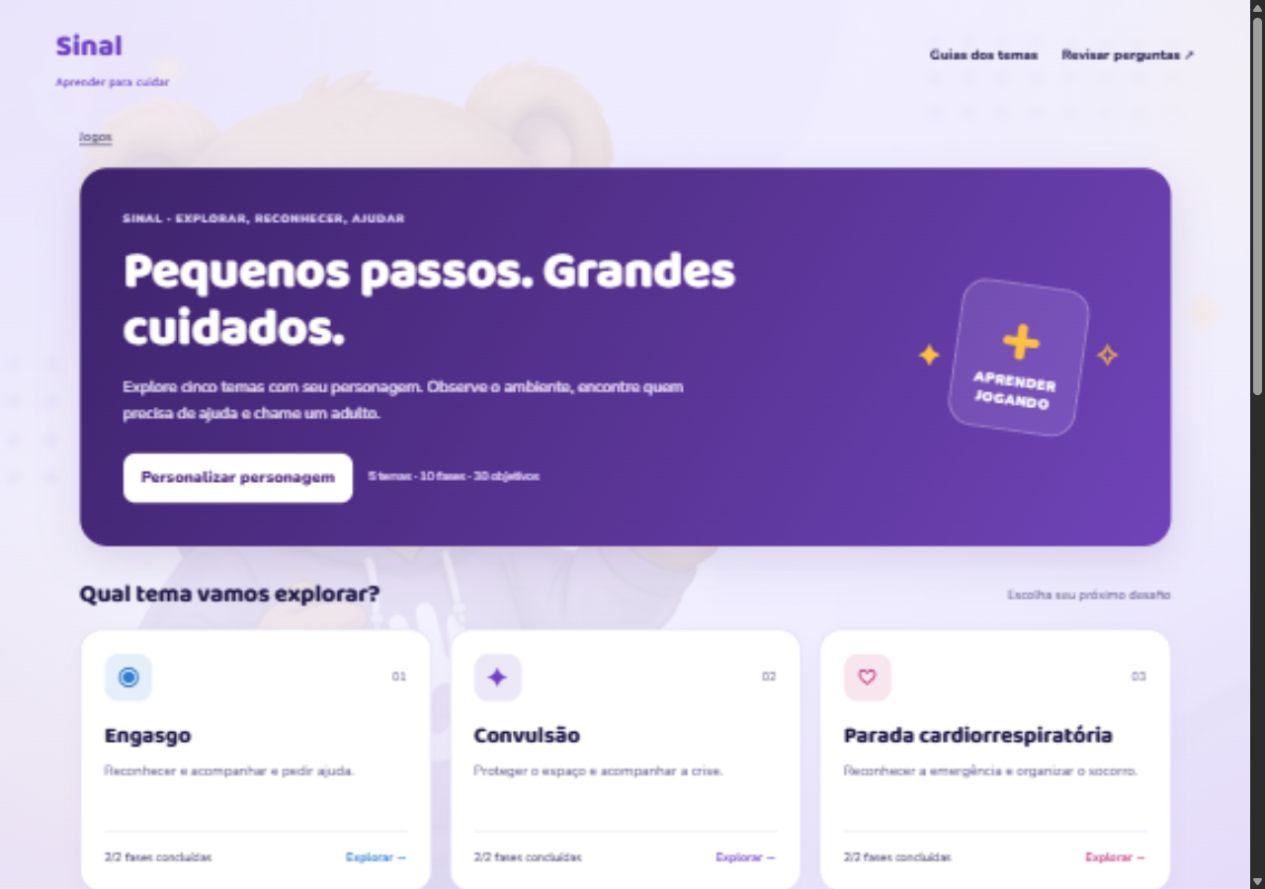 Sinal
Aprender para cuidar
Guias dos temas
Revisar perguntas ↗
Jogos
SINAL · EXPLORAR, RECONHECER, AJUDAR
Pequenos passos. Grandes
cuidados.
Explore cinco temas com seu personagem. Observe o ambiente, encontre quem
precisa de ajuda e chame um adulto.
Personalizar personagem
5 temas · 10 fases · 30 objetivos
APRENDER
JOGANDO
Qual tema vamos explorar?
Escolha seu próximo desafio
01
Engasgo
Reconhecer e acompanhar e pedir ajuda.
2/2 fases concluídas
Explorar →
02
Convulsão
Proteger o espaço e acompanhar a crise.
2/2 fases concluídas
Explorar →
03
Parada cardiorrespiratória
Reconhecer a emergência e organizar o socorro.
2/2 fases concluídas
Explorar →